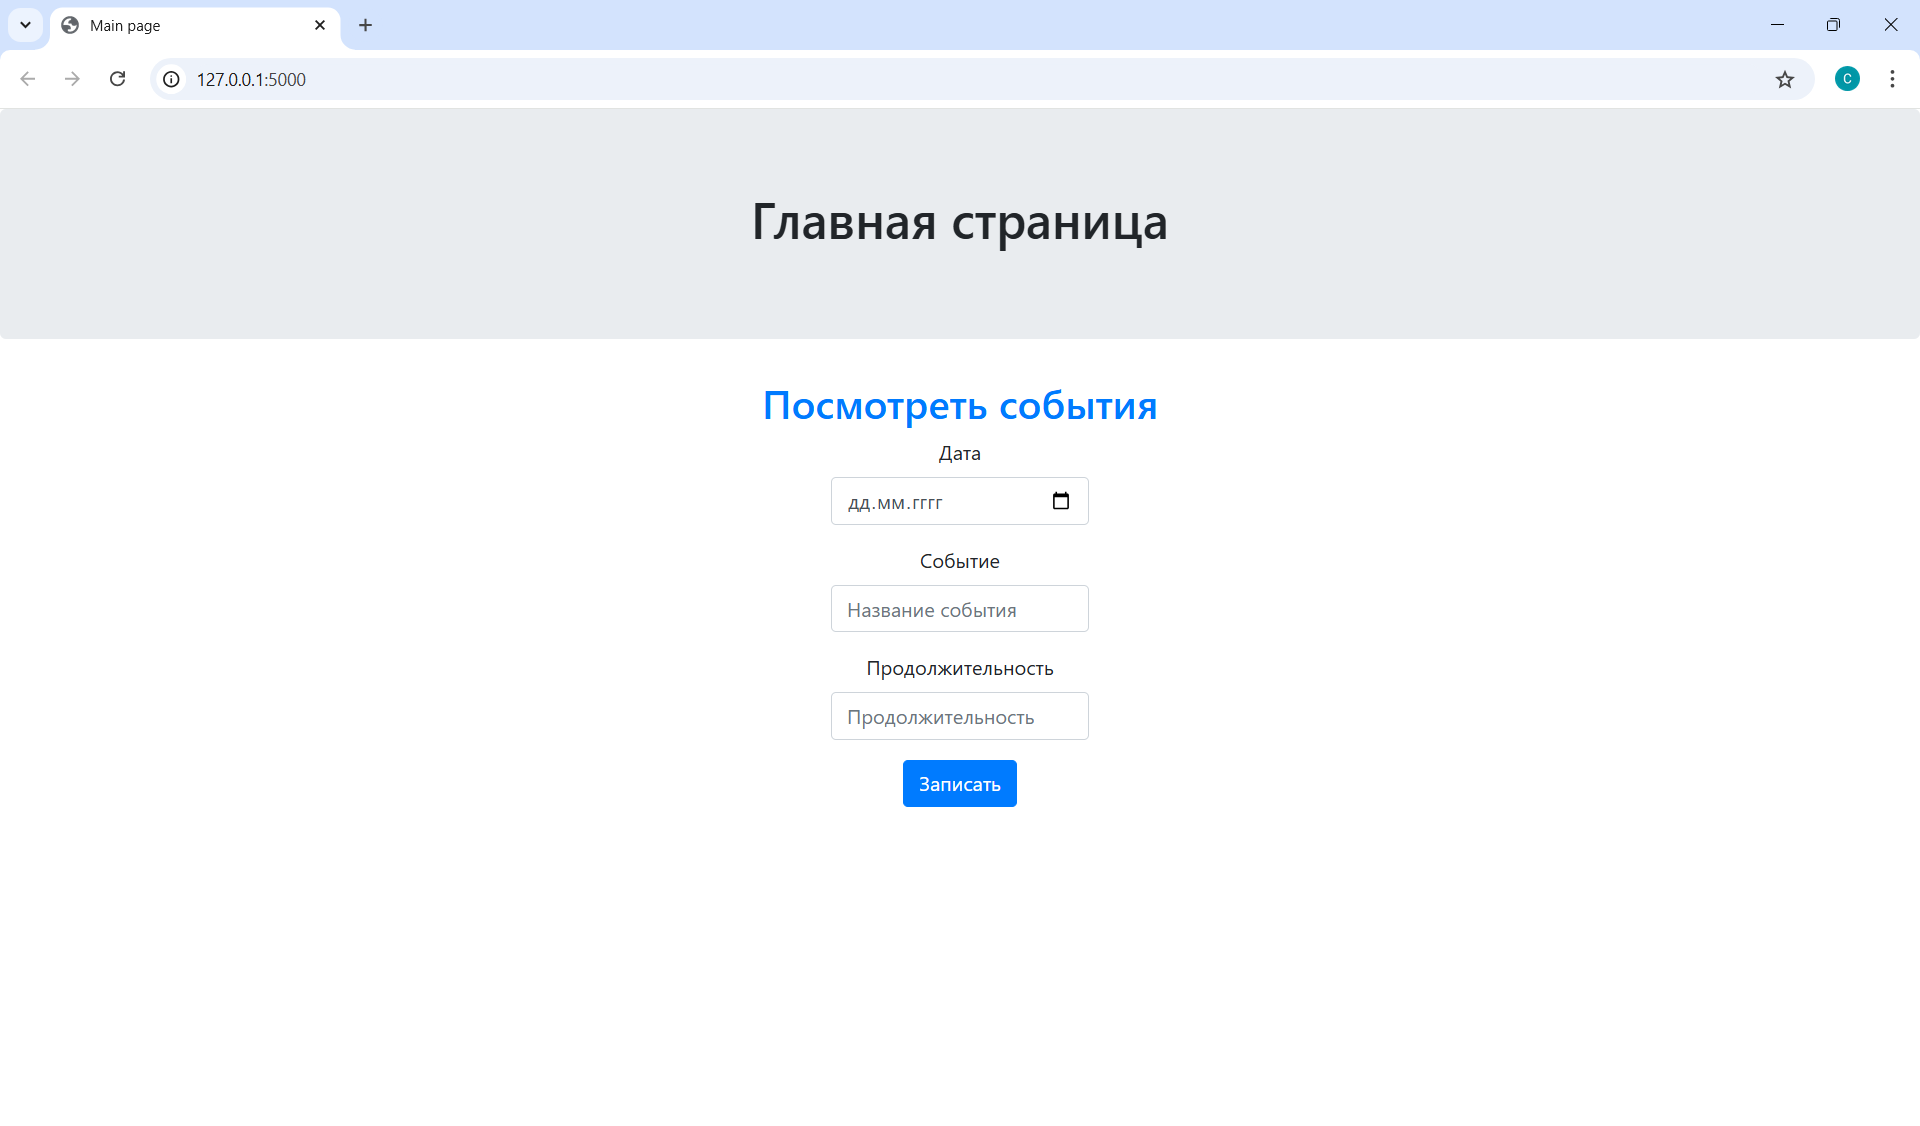 Main page
127.0.0.1:5000
C
Главная страница
Посмотреть события
Дата
дд.мм.гггг
Событие
Название события
Продолжительность
Продолжительность
Записать